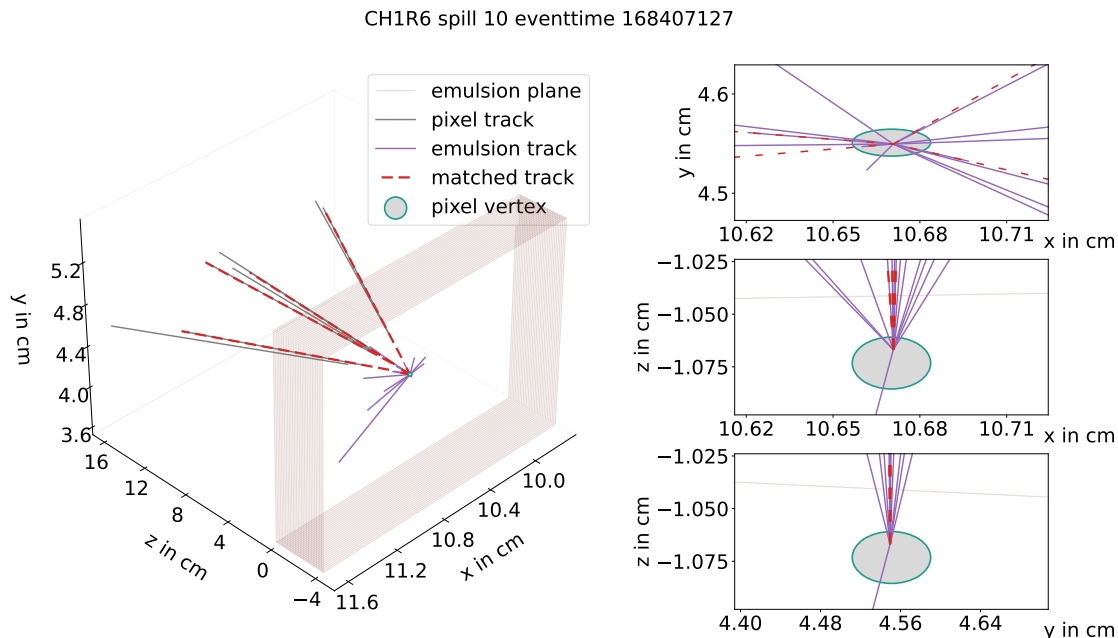 CH1R6 spill 10 eventtime 168407127
emulsion plane
pixel track
emulsion track
matched track
pixel vertex
y in cm
5.2
4.8
4.4
4.0
3.6
z in cm
16
12
8
4
0
−4
x in cm
10.0
10.4
10.8
11.2
11.6
y in cm
4.6
4.5
10.62
10.65
10.68
10.71
x in cm
z in cm
−1.025
−1.050
−1.075
10.62
10.65
10.68
10.71
x in cm
z in cm
−1.025
−1.050
−1.075
4.40
4.48
4.56
4.64
y in cm